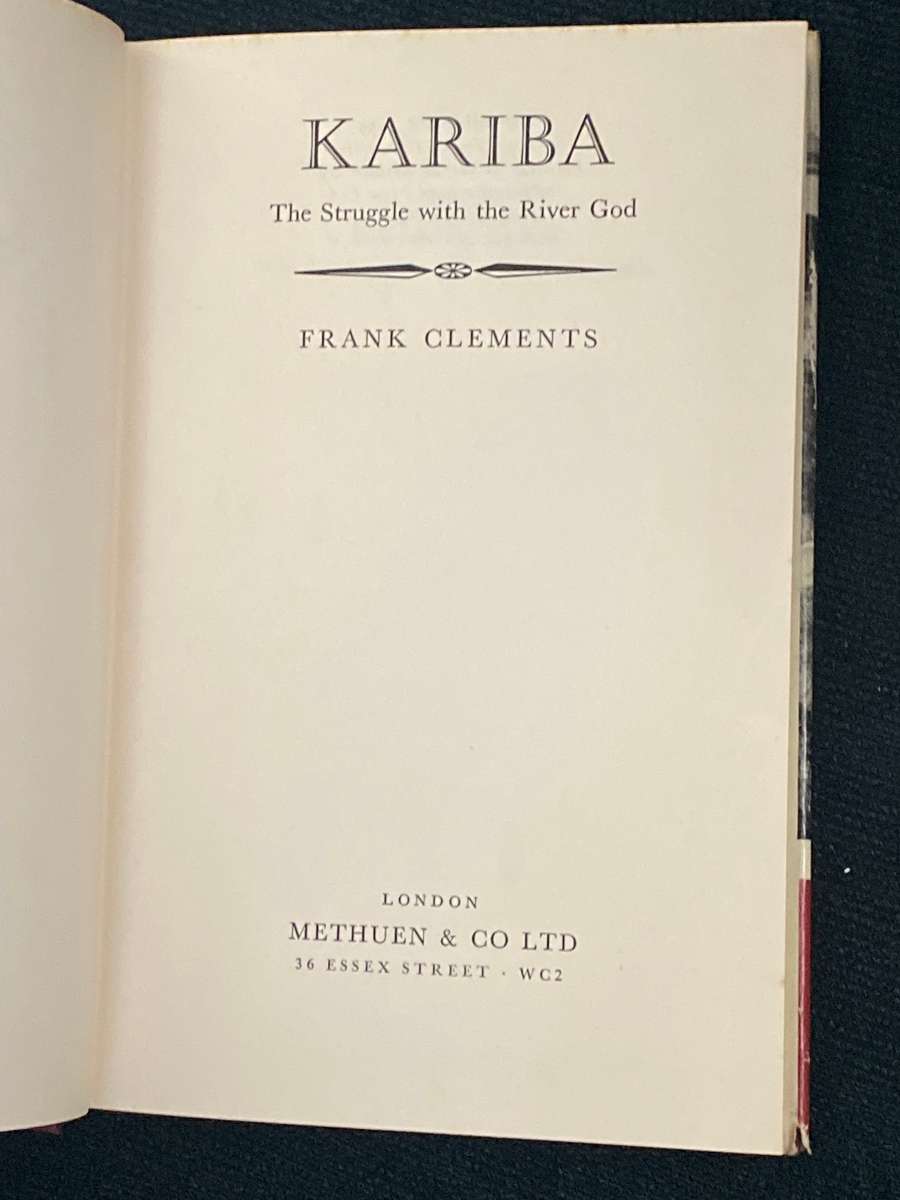 KARIBA
The Struggle with the River God
FRANK CLEMENTS
LONDON
METHUEN & CO LTD
36 ESSEX STREET · WC2